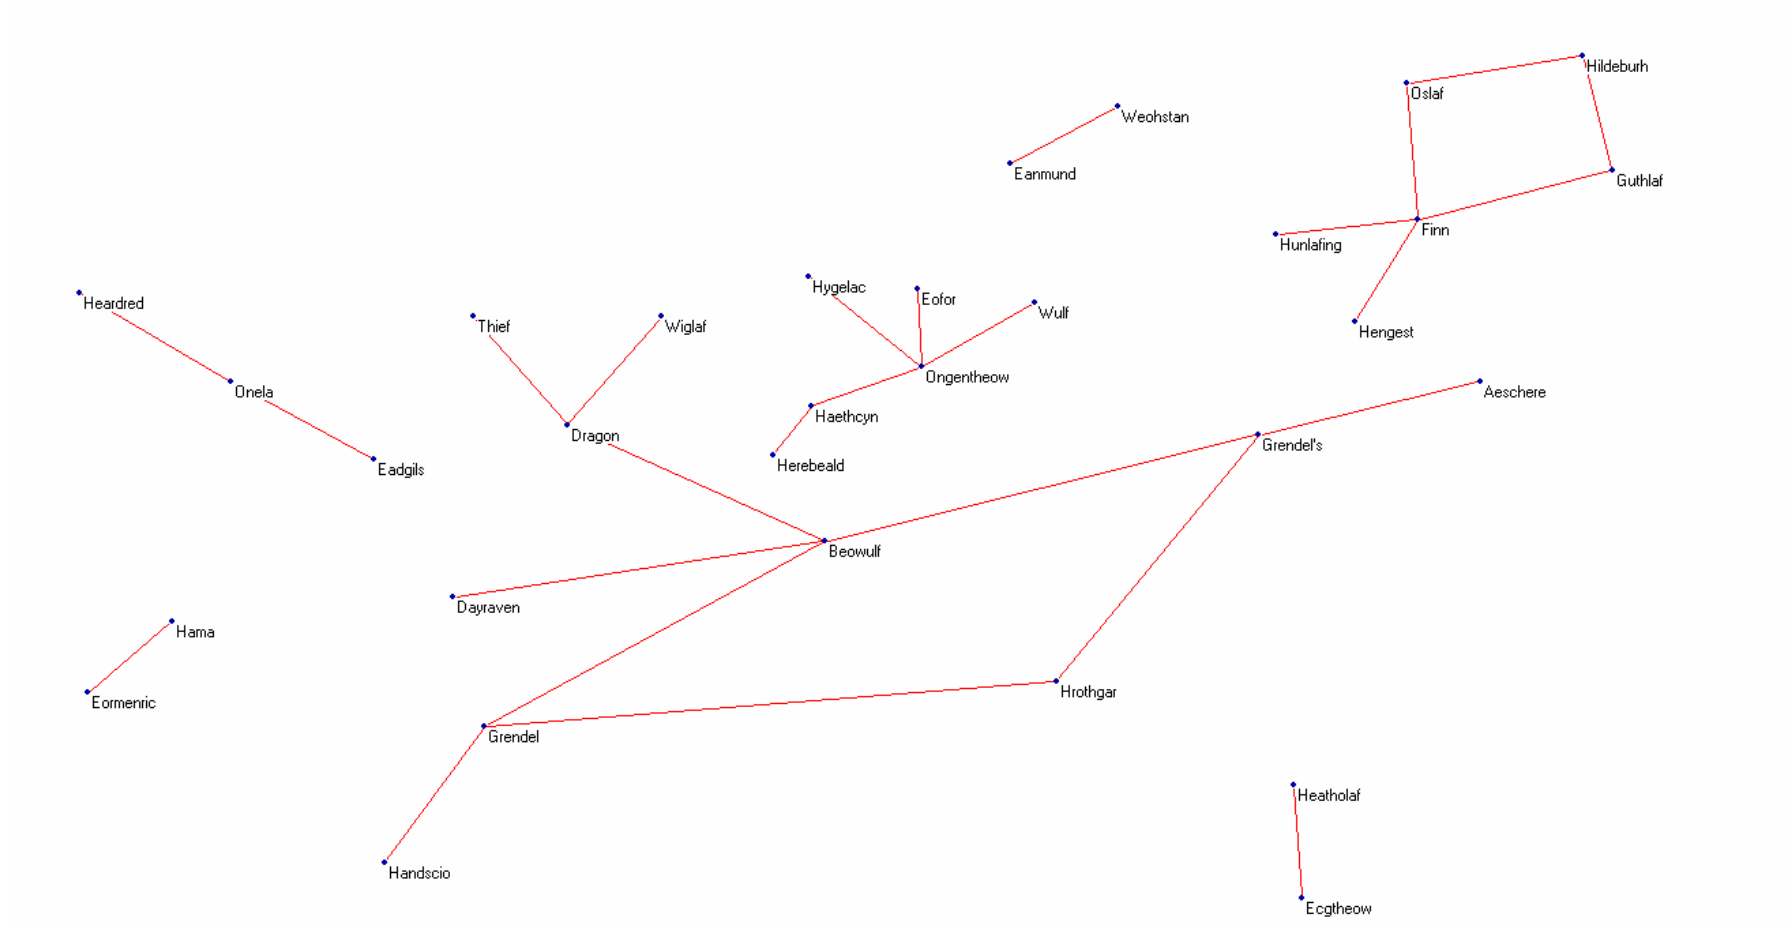 Hildeburh
Oslaf
Weohstan
Eanmund
Guthlaf
Finn
Hunlafing
Hygelac
Eofor
Heardred
Wulf
Thief
Wiglaf
Hengest
Ongentheow
Onela
Aeschere
Haethcyn
Dragon
Grendel's
Herebeald
Eadgils
Beowulf
Dayraven
Hama
Hrothgar
Eormenric
Grendel
Heatholaf
Handscio
Ecgtheow